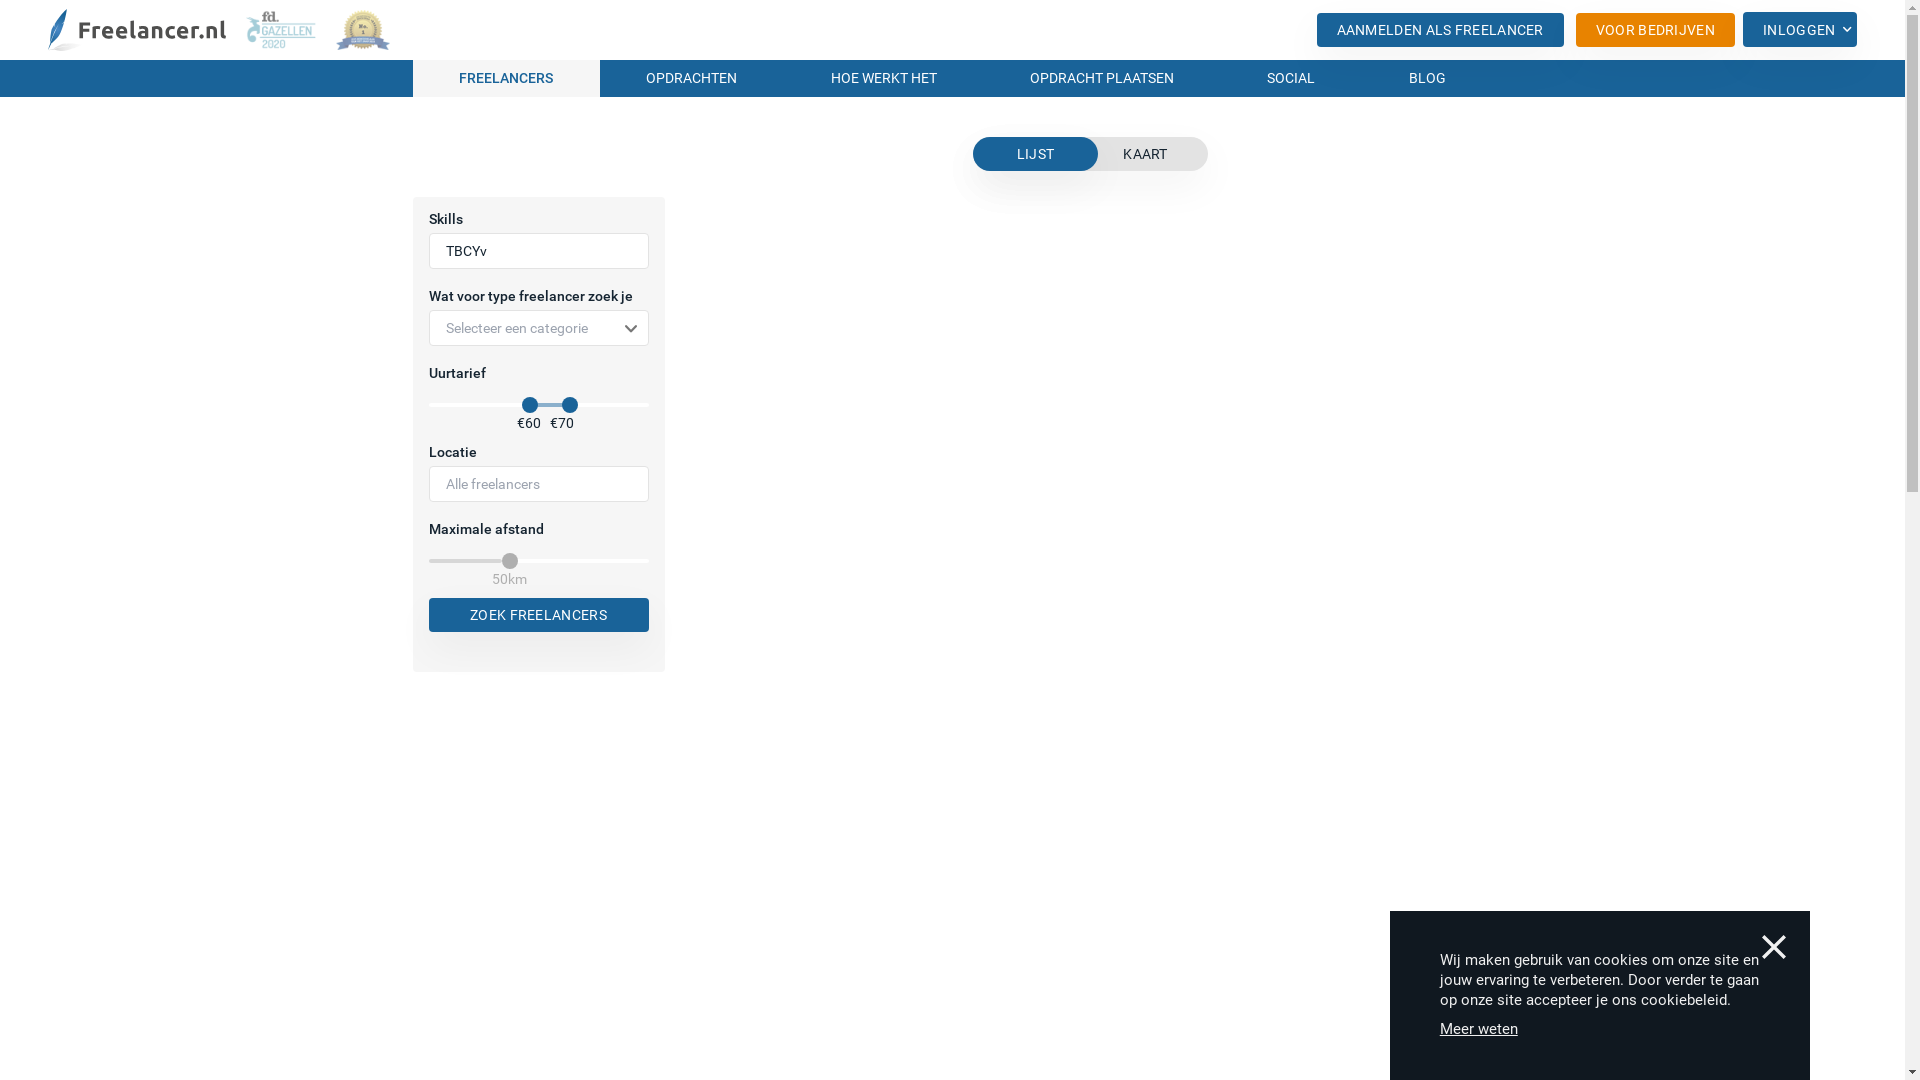 Freelancer.nl
fd.
GAZELLEN
2020
No.
1
AANMELDEN ALS FREELANCER
VOOR BEDRIJVEN
INLOGGEN
FREELANCERS
OPDRACHTEN
HOE WERKT HET
OPDRACHT PLAATSEN
SOCIAL
BLOG
LIJST
KAART
Skills
TBCYv
Wat voor type freelancer zoek je
Selecteer een categorie
Uurtarief
€60 €70
Locatie
Alle freelancers
Maximale afstand
50km
ZOEK FREELANCERS
Wij maken gebruik van cookies om onze site en
jouw ervaring te verbeteren. Door verder te gaan
op onze site accepteer je ons cookiebeleid.
Meer weten